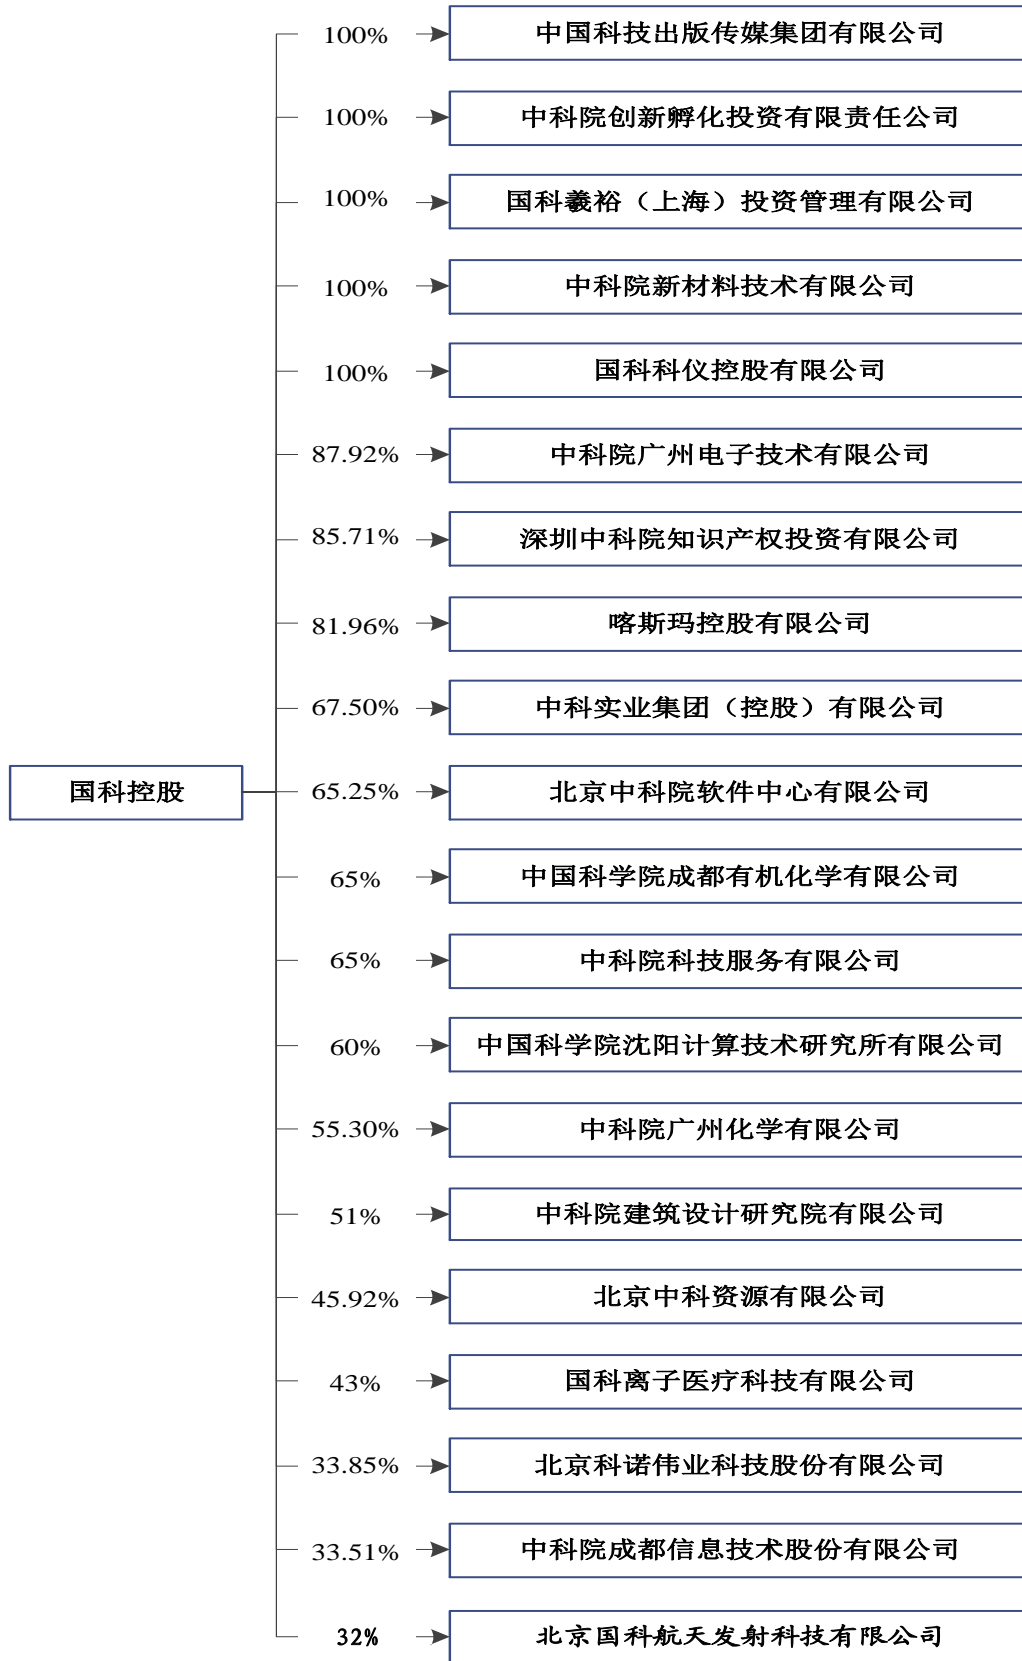 100% 中国科技出版传媒集团有限公司
100% 中科院创新孵化投资有限责任公司
100% 国科羲裕（上海）投资管理有限公司
100% 中科院新材料技术有限公司
100% 国科科仪控股有限公司
87.92% 中科院广州电子技术有限公司
85.71% 深圳中科院知识产权投资有限公司
81.96% 喀斯玛控股有限公司
67.50% 中科实业集团（控股）有限公司
国科控股 65.25% 北京中科院软件中心有限公司
65% 中国科学院成都有机化学有限公司
65% 中科院科技服务有限公司
60% 中国科学院沈阳计算技术研究所有限公司
55.30% 中科院广州化学有限公司
51% 中科院建筑设计研究院有限公司
45.92% 北京中科资源有限公司
43% 国科离子医疗科技有限公司
33.85% 北京科诺伟业科技股份有限公司
33.51% 中科院成都信息技术股份有限公司
32% 北京国科航天发射科技有限公司